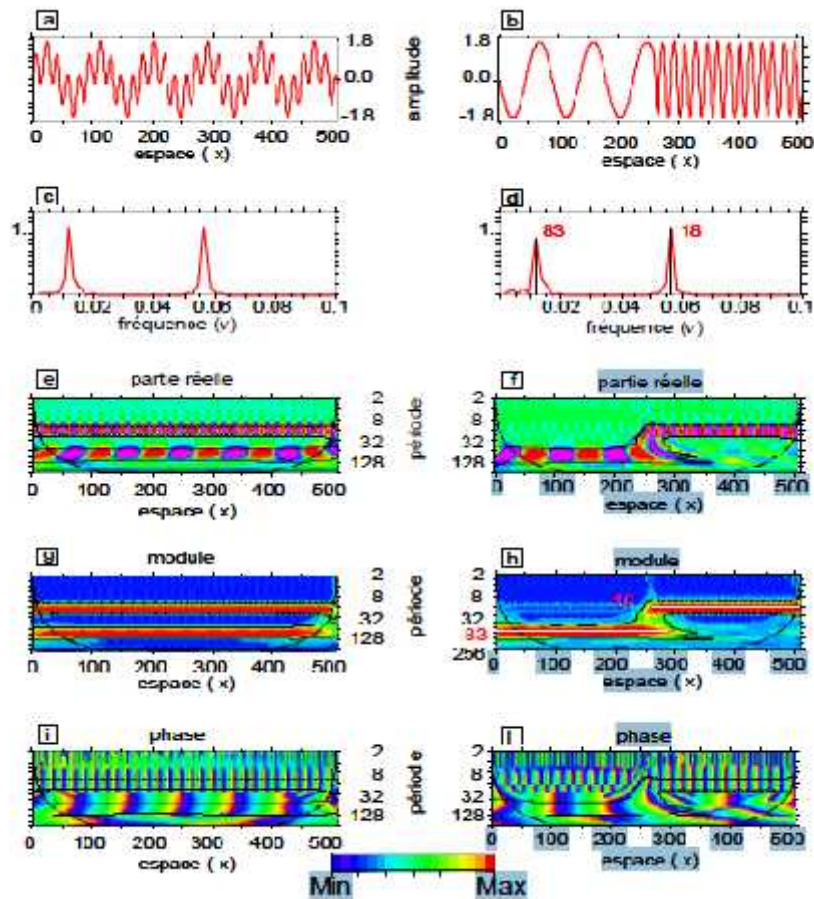 a b
1.8 1.8
0.0 amplitude 0.0
-1.8 -1.8
0 100 200 300 400 500 0 100 200 300 400 500
espace ( x) espace ( x)
c d
1. 83 18
0 0.02 0.04 0.06 0.08 0.1 0.02 0.04 0.06 0.08 0.1
fréquence (v) fréquence (v)
e partie réelle f partie réelle
2 2
8 8
période
32 32
128 128
0 100 200 300 400 500 0 100 200 300 400 500
espace ( x) espace ( x)
g module h module
2 2
8 8
période
32 32
128 83
256
0 100 200 300 400 500 0 100 200 300 400 500
espace ( x) espace ( x)
i phase phase
2 2
8 8
période
32 32
128 128
0 100 200 300 400 500 0 100 200 300 400 500
espace ( x) espace ( x)
Min Max